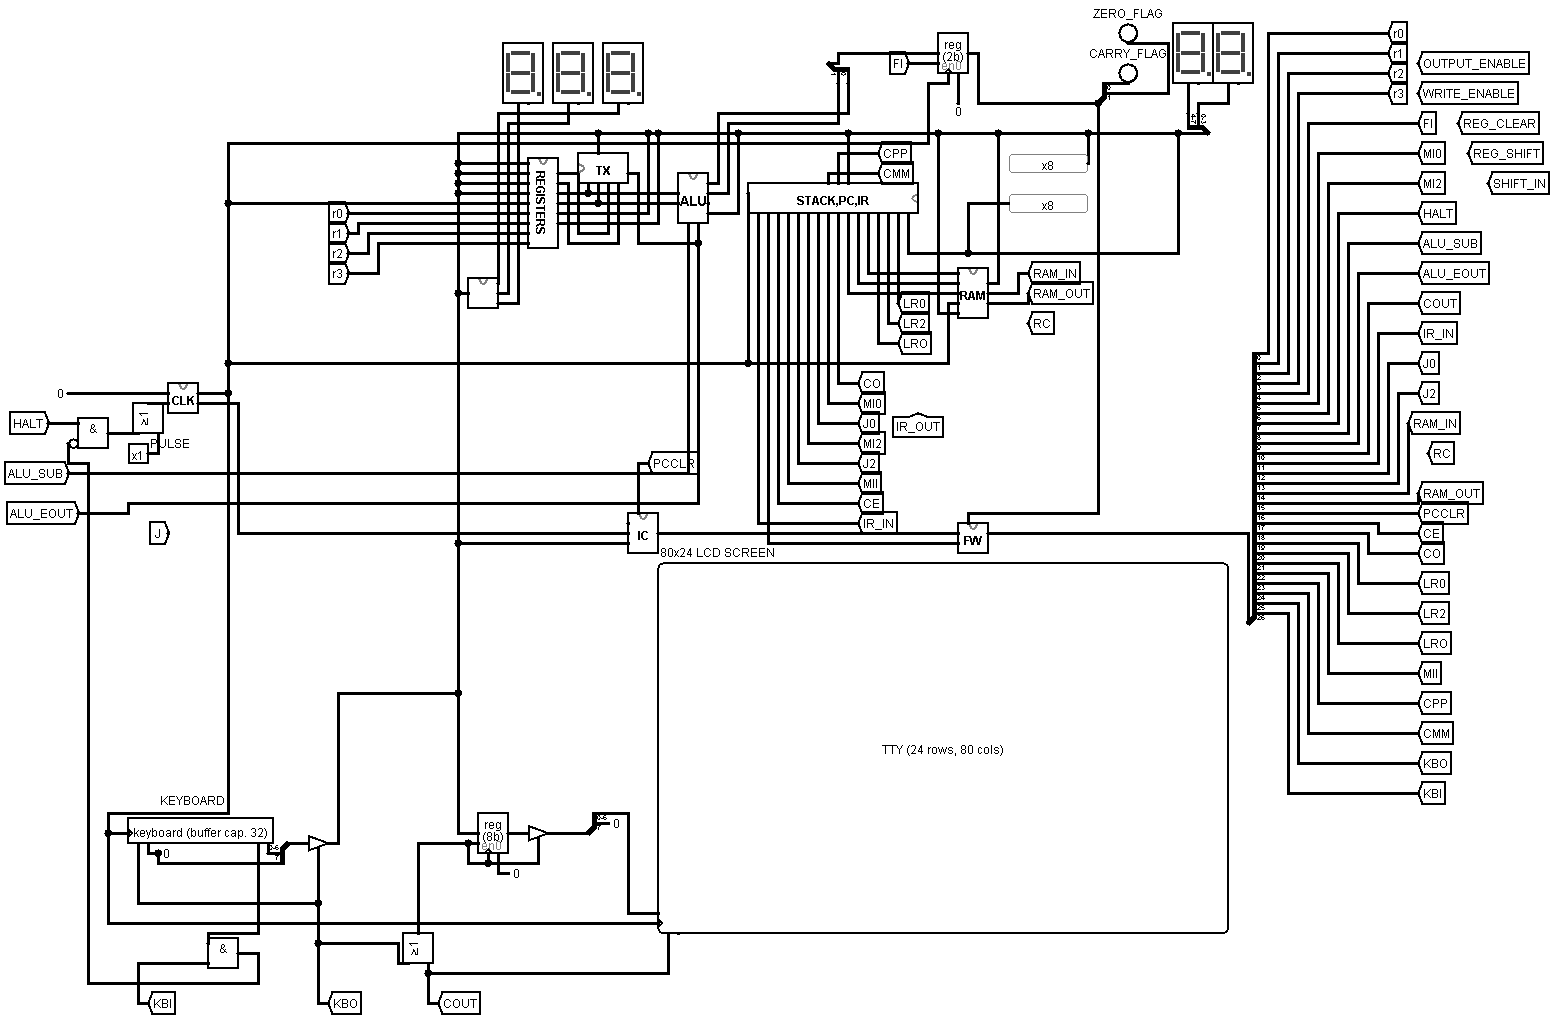 ZERO_FLAG
CARRY_FLAG
reg
(2b)
en0
0
FI
r0
r1
r2
r3
OUTPUT_ENABLE
WRITE_ENABLE
FI
REG_CLEAR
MI0
REG_SHIFT
MI2
SHIFT_IN
HALT
ALU_SUB
ALU_EOUT
COUT
IR_IN
J0
J2
RAM_IN
RC
RAM_OUT
PCCLR
CE
CO
LR0
LR2
LRO
MII
CPP
CMM
KBO
KBI
REGISTERS
TX
ALU
CPP
CMM
STACK,PC,IR
x8
x8
r0
r1
r2
r3
RAM
RAM_IN
RAM_OUT
RC
LR0
LR2
LRO
CO
MI0
J0
IR_OUT
MI2
J2
MII
CE
IR_IN
0
CLK
HALT
&
≥1
PULSE
x1
ALU_SUB
ALU_EOUT
J
PCCLR
IC
FW
80x24 LCD SCREEN
TTY (24 rows, 80 cols)
KEYBOARD
keyboard (buffer cap. 32)
0
reg
(8b)
en0
0
0
&
≥1
KBI
KBO
COUT